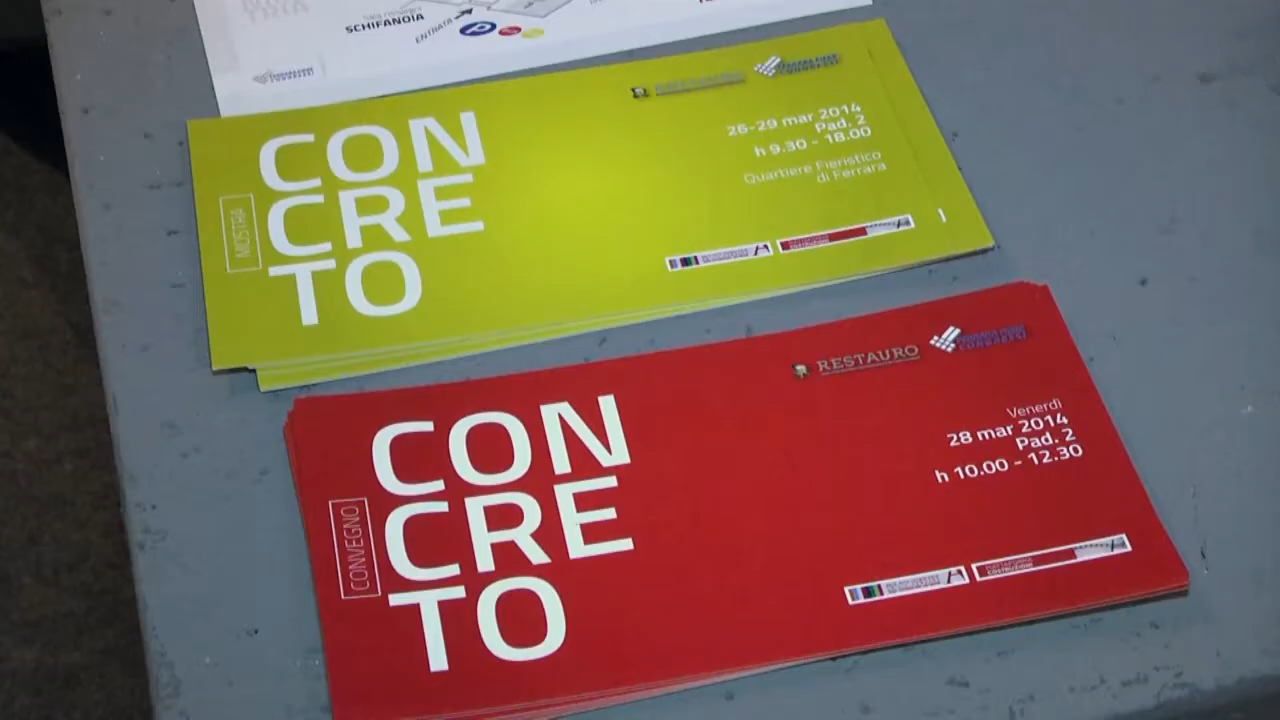 SCHIFANOIA
ENTRATA
P
MOSTRA
CON
CRE
TO
RESTAURO
26-29 mar 2014
Pad. 2
h 9.30 - 18.00
Quartiere Fieristico
di Ferrara
CONVEGNO
CON
CRE
TO
RESTAURO
Venerdì
28 mar 2014
Pad. 2
h 10.00 - 12.30